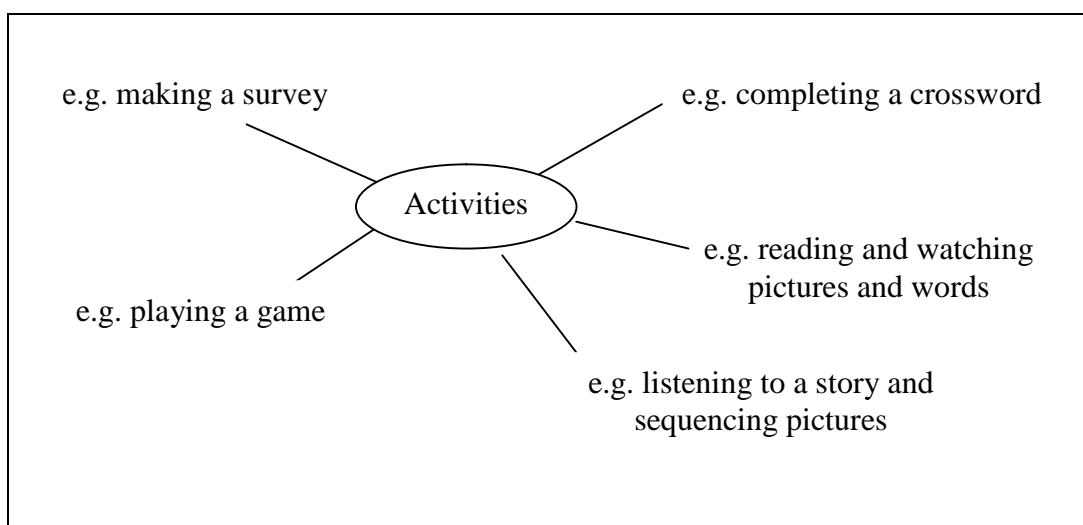 e.g. making a survey
e.g. completing a crossword
Activities
e.g. reading and watching
pictures and words
e.g. playing a game
e.g. listening to a story and
sequencing pictures